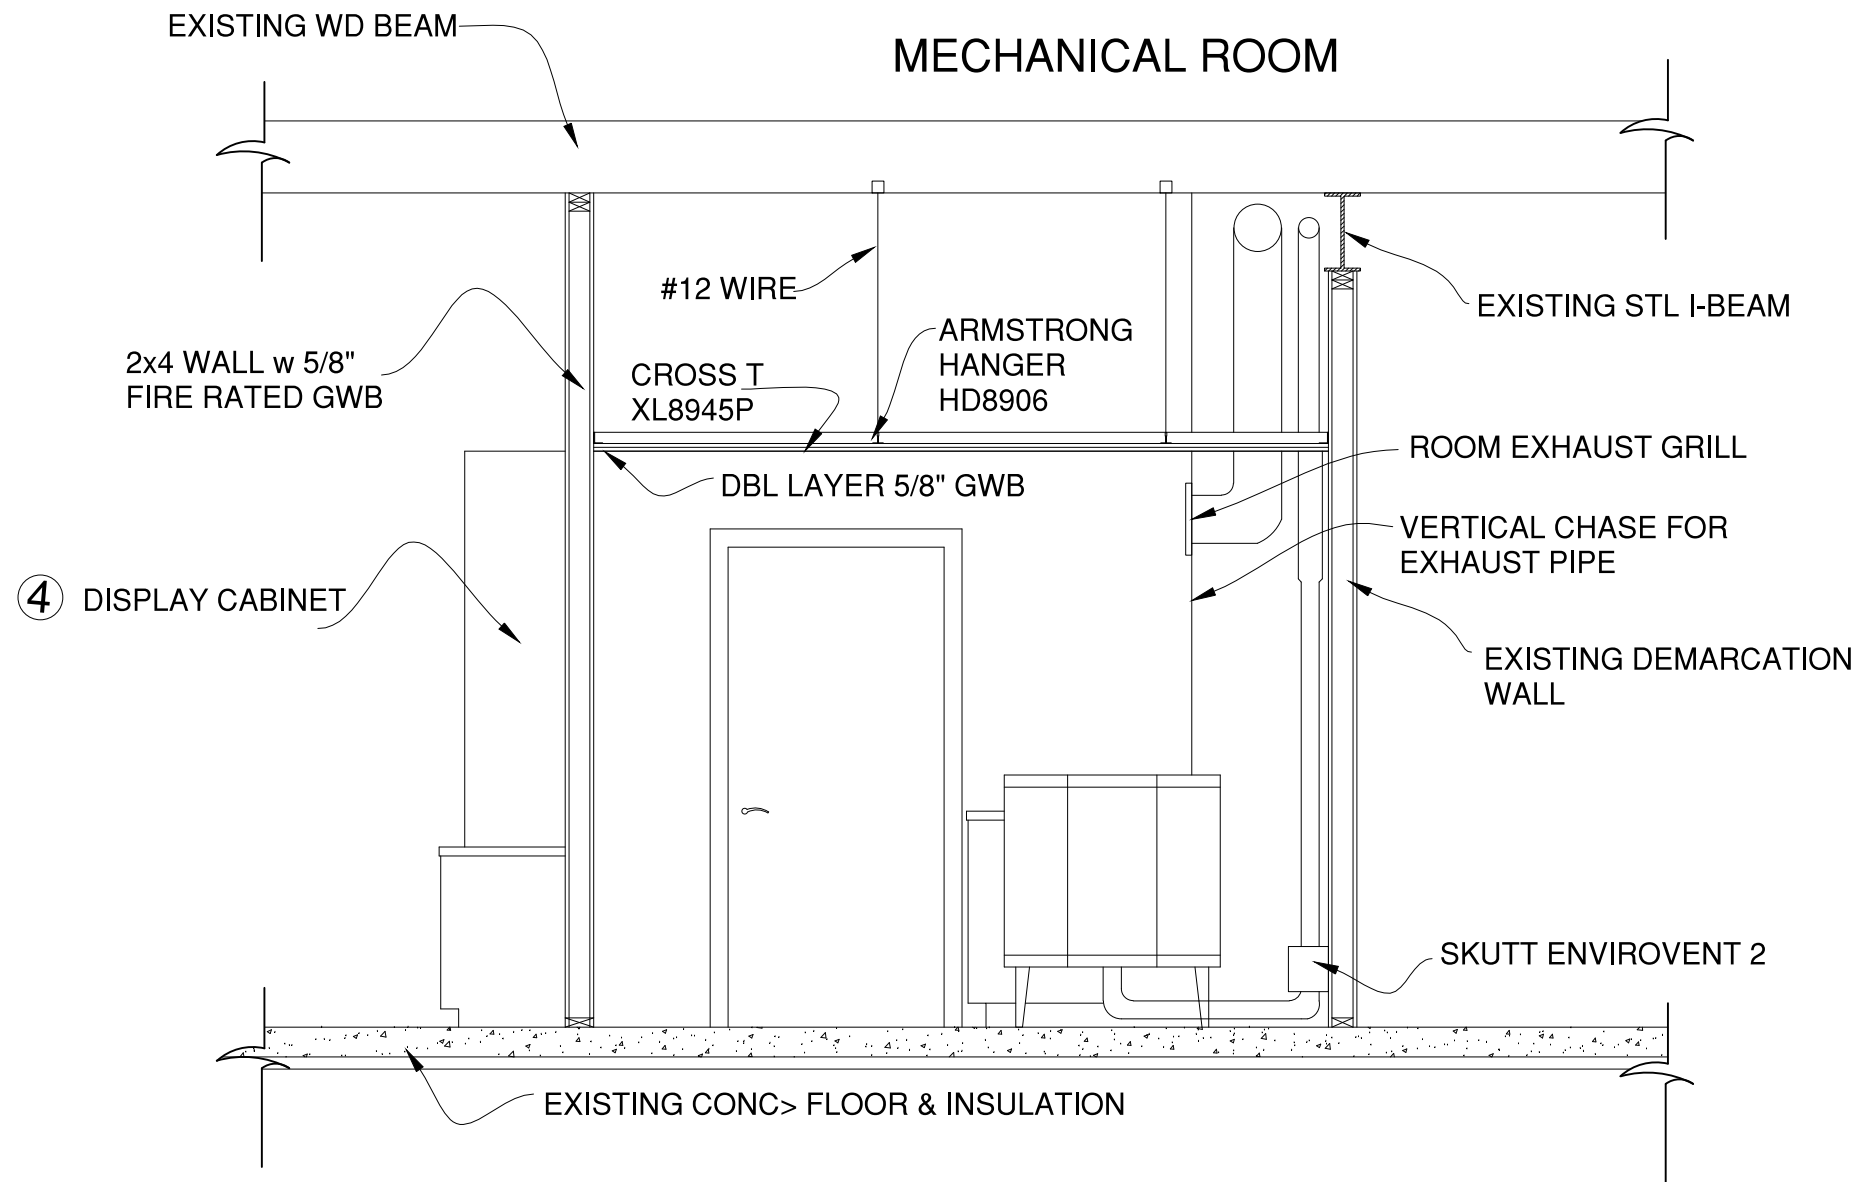 EXISTING WD BEAM
MECHANICAL ROOM
#12 WIRE
EXISTING STL I-BEAM
ARMSTRONG
HANGER
HD8906
2x4 WALL w 5/8"
FIRE RATED GWB
CROSS T
XL8945P
ROOM EXHAUST GRILL
DBL LAYER 5/8" GWB
VERTICAL CHASE FOR
EXHAUST PIPE
4 DISPLAY CABINET
EXISTING DEMARCATION
WALL
SKUTT ENVIROVENT 2
EXISTING CONC> FLOOR & INSULATION